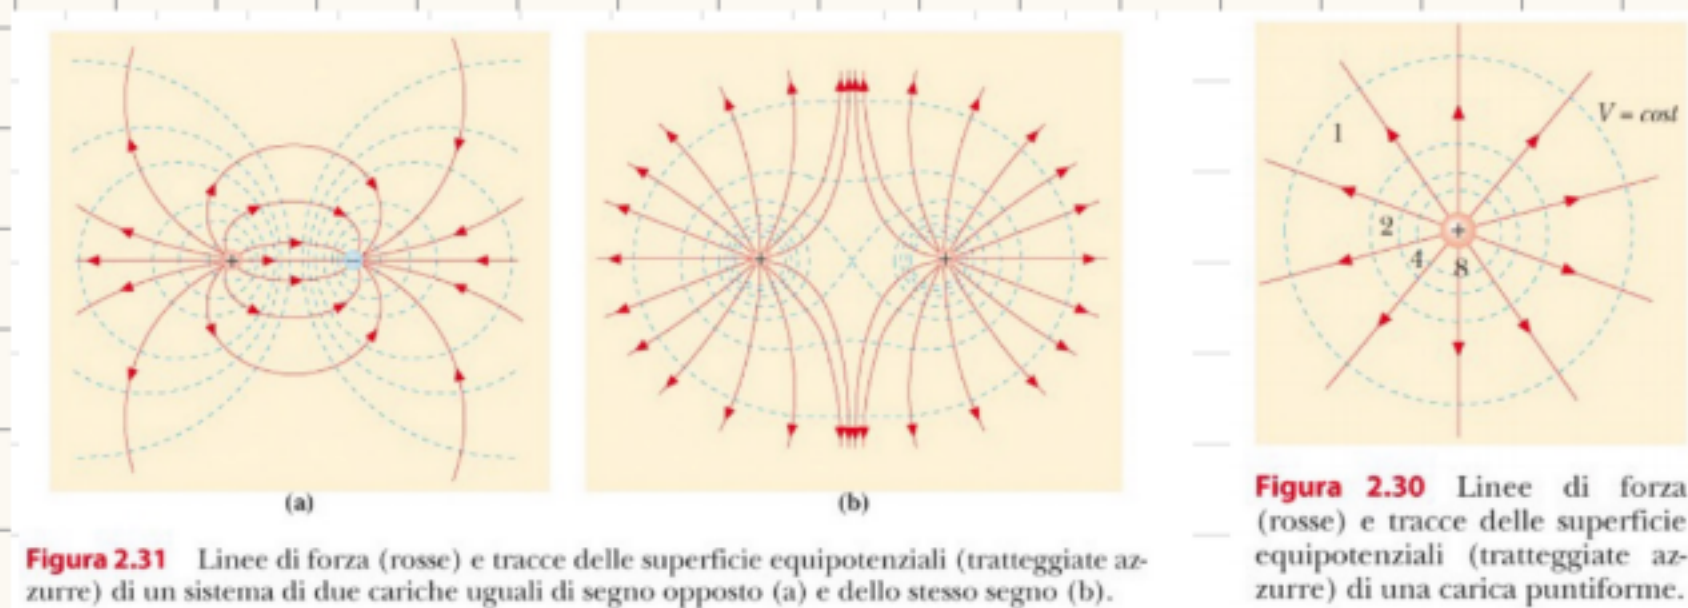 +
−
(a)
+
+
(b)
Figura 2.31 Linee di forza (rosse) e tracce delle superficie equipotenziali (tratteggiate az-
zurre) di un sistema di due cariche uguali di segno opposto (a) e dello stesso segno (b).
V = cost
1
2
4
8
+
Figura 2.30 Linee di forza
(rosse) e tracce delle superficie
equipotenziali (tratteggiate az-
zurre) di una carica puntiforme.